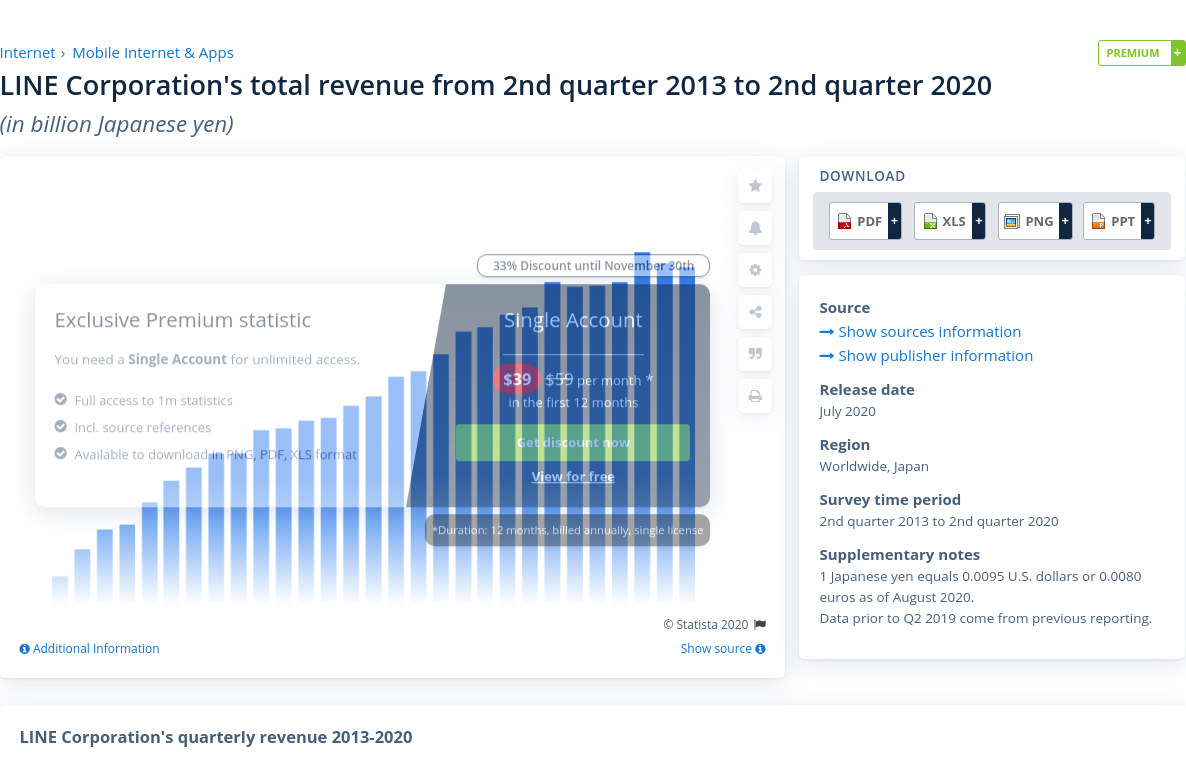 Internet › Mobile Internet & Apps
PREMIUM +
LINE Corporation's total revenue from 2nd quarter 2013 to 2nd quarter 2020
(in billion Japanese yen)
33% Discount until November 30th
Exclusive Premium statistic
You need a Single Account for unlimited access.
Full access to 1m statistics
Incl. source references
Available to download in PNG, PDF, XLS format
Single Account
$39 $59 per month *
in the first 12 months
Get discount now
View for free
*Duration: 12 months, billed annually, single license
© Statista 2020
Additional Information
Show source
DOWNLOAD
PDF + XLS + PNG + PPT +
Source
Show sources information
Show publisher information
Release date
July 2020
Region
Worldwide, Japan
Survey time period
2nd quarter 2013 to 2nd quarter 2020
Supplementary notes
1 Japanese yen equals 0.0095 U.S. dollars or 0.0080
euros as of August 2020.
Data prior to Q2 2019 come from previous reporting.
LINE Corporation's quarterly revenue 2013-2020